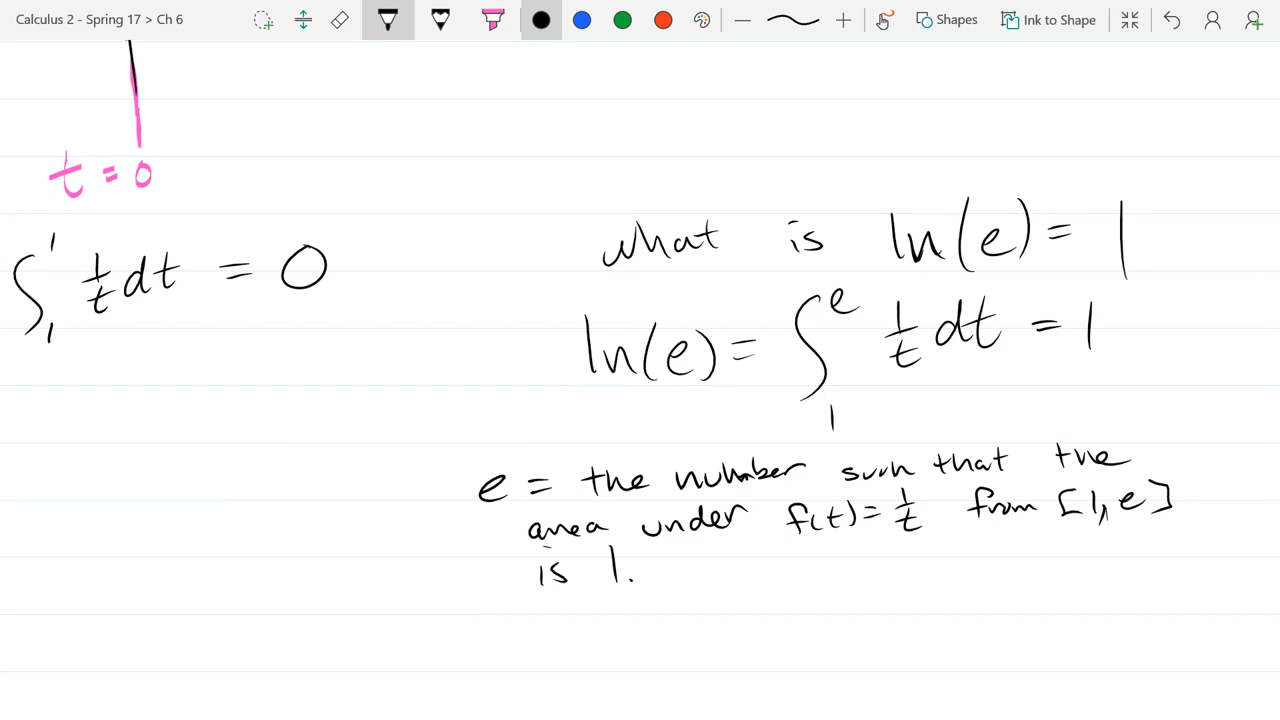 Calculus 2 - Spring 17 > Ch 6
Shapes
Ink to Shape
t = 0
∫₁¹ 1/t dt = 0
what is ln(e) = 1
ln(e) = ∫₁ᵉ 1/t dt = 1
e = the number such that the
area under f(t) = 1/t from [1, e]
is 1.